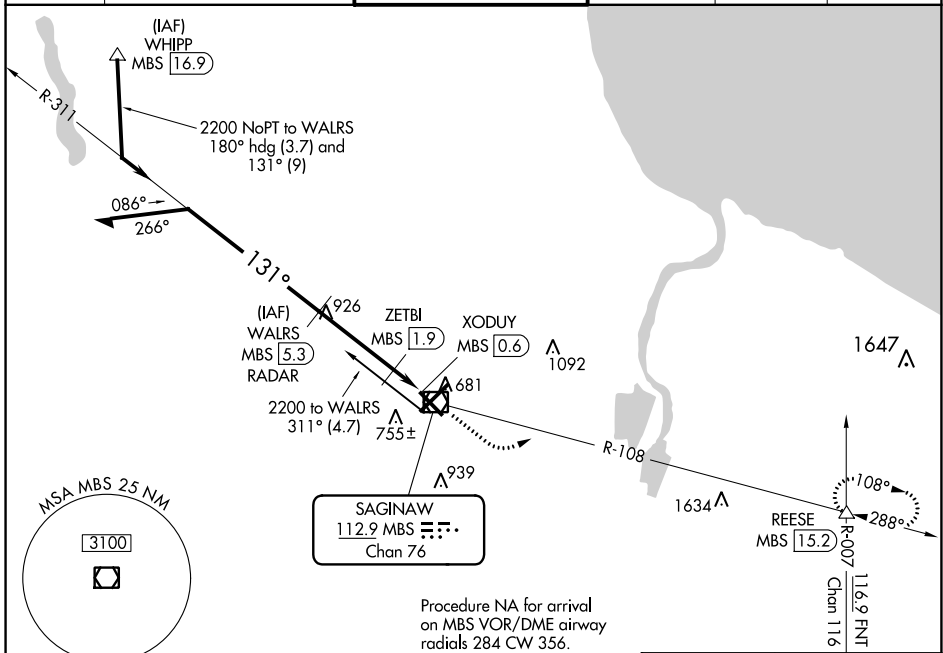 (IAF)
WHIPP
MBS 16.9
R-311
2200 NoPT to WALRS
180° hdg (3.7) and
131° (9)
086°
266°
131°
(IAF)
WALRS
MBS 5.3
RADAR
926
ZETBI
MBS 1.9
XODUY
MBS 0.6
1092
1647
681
2200 to WALRS
311° (4.7)
755±
R-108
939
1634
108°
288°
REESE
MBS 15.2
R-007
116.9 FNT
Chan 116
SAGINAW
112.9 MBS
Chan 76
MSA MBS 25 NM
3100
Procedure NA for arrival
on MBS VOR/DME airway
radials 284 CW 356.